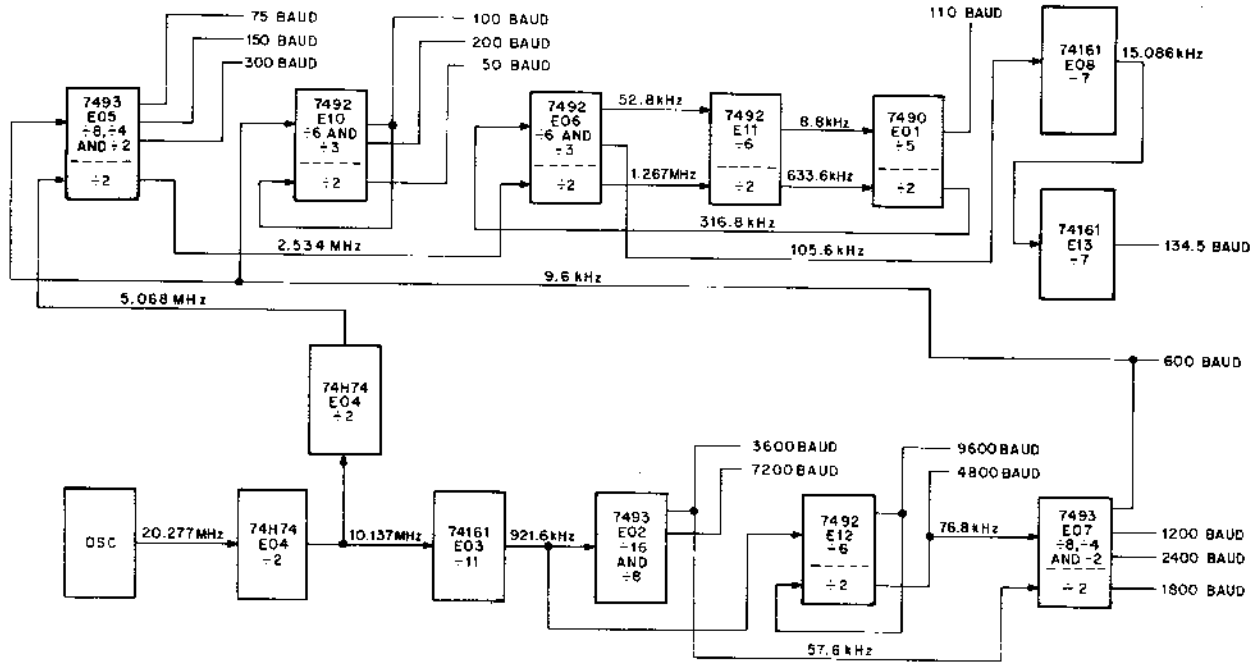 75 BAUD
150 BAUD
300 BAUD
7493
E05
÷8,÷4
AND ÷2
÷2
100 BAUD
200 BAUD
50 BAUD
7492
E10
÷6 AND
÷3
÷2
7492
E06
÷6 AND
÷3
÷2
52.8kHz
1.267MHz
7492
E11
÷6
÷2
8.8kHz
633.6kHz
7490
E01
÷5
÷2
110 BAUD
74161
E08
÷7
15.086kHz
74161
E13
÷7
134.5 BAUD
316.8 kHz
105.6 kHz
2.534 MHz
9.6 kHz
5.068 MHz
600 BAUD
74H74
E04
÷2
OSC
20.277MHz
74H74
E04
÷2
10.137MHz
74161
E03
÷11
921.6kHz
7493
E02
÷16
AND
÷8
3600 BAUD
7200 BAUD
7492
E12
÷6
÷2
9600 BAUD
4800 BAUD
76.8kHz
7493
E07
÷8,÷4
AND ÷2
÷2
1200 BAUD
2400 BAUD
1800 BAUD
57.6 kHz